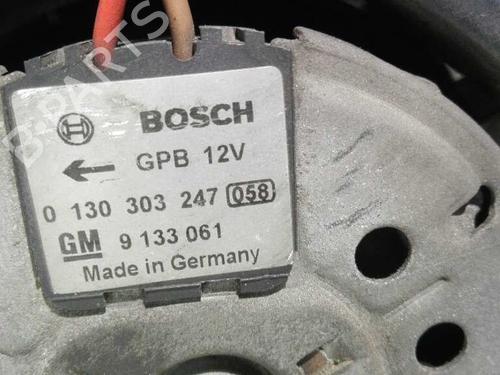 BOSCH
GPB 12V
0 130 303 247 058
GM 9 133 061
Made in Germany
B-PARTS